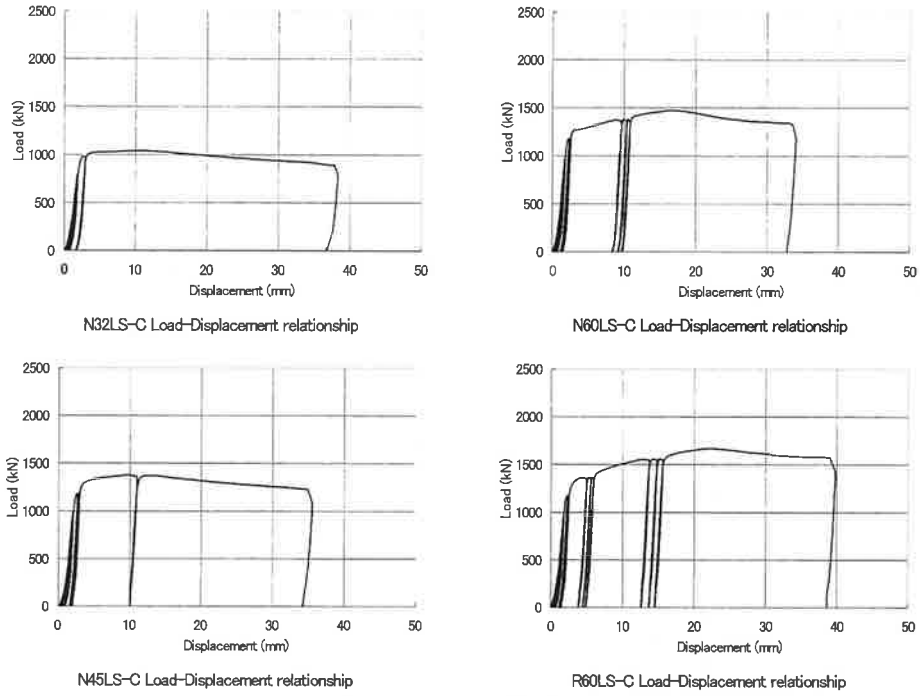 2500
2000
1500
1000
500
0
Load (kN)
0 10 20 30 40 50
Displacement (mm)
N32LS-C Load-Displacement relationship
2500
2000
1500
1000
500
0
Load (kN)
0 10 20 30 40 50
Displacement (mm)
N60LS-C Load-Displacement relationship
2500
2000
1500
1000
500
0
Load (kN)
0 10 20 30 40 50
Displacement (mm)
N45LS-C Load-Displacement relationship
2500
2000
1500
1000
500
0
Load (kN)
0 10 20 30 40 50
Displacement (mm)
R60LS-C Load-Displacement relationship